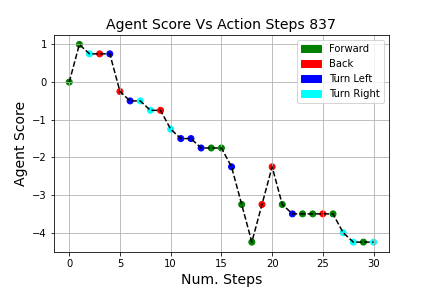 Agent Score Vs Action Steps 837
Agent Score
1
0
−1
−2
−3
−4
Forward
Back
Turn Left
Turn Right
0 5 10 15 20 25 30
Num. Steps